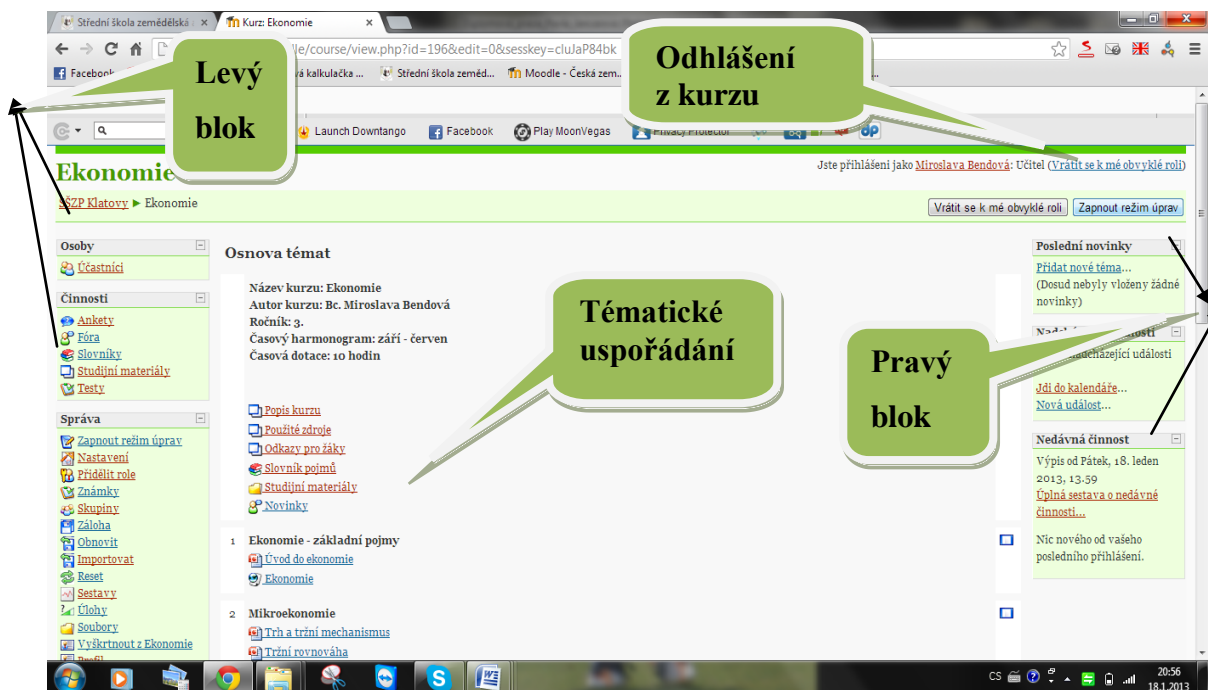 Střední škola zemědělská
Kurz: Ekonomie
le/course/view.php?id=196&edit=0&sesskey=cluJaP84bk
Facebook
vá kalkulačka ...
Střední škola zeměd...
Moodle - Česká zem...
Levý
blok
Odhlášení
z kurzu
Launch Downtango
Facebook
Play MoonVegas
Privacy Protector
Ekonomie
Jste přihlášeni jako Miroslava Bendová: Učitel (Vrátit se k mé obvyklé roli)
SŠZP Klatovy ► Ekonomie
Vrátit se k mé obvyklé roli
Zapnout režim úprav
Osoby
Účastníci
Činnosti
Ankety
Fóra
Slovníky
Studijní materiály
Testy
Správa
Zapnout režim úprav
Nastavení
Přidělit role
Známky
Skupiny
Záloha
Obnovit
Importovat
Reset
Sestavy
Úlohy
Soubory
Vyškrtnout z Ekonomie
Profil
Osnova témat
Název kurzu: Ekonomie
Autor kurzu: Bc. Miroslava Bendová
Ročník: 3.
Časový harmonogram: září - červen
Časová dotace: 10 hodin
Popis kurzu
Použité zdroje
Odkazy pro žáky
Slovník pojmů
Studijní materiály
Novinky
Tématické
uspořádání
1 Ekonomie - základní pojmy
Úvod do ekonomie
Ekonomie
2 Mikroekonomie
Trh a tržní mechanismus
Tržní rovnováha
Pravý
blok
Poslední novinky
Přidat nové téma...
(Dosud nebyly vloženy žádné
novinky)
události
Jdi do kalendáře...
Nová událost...
Nedávná činnost
Výpis od Pátek, 18. leden
2013, 13.59
Úplná sestava o nedávné
činnosti...
Nic nového od vašeho
posledního přihlášení.
CS
20:56
18.1.2013